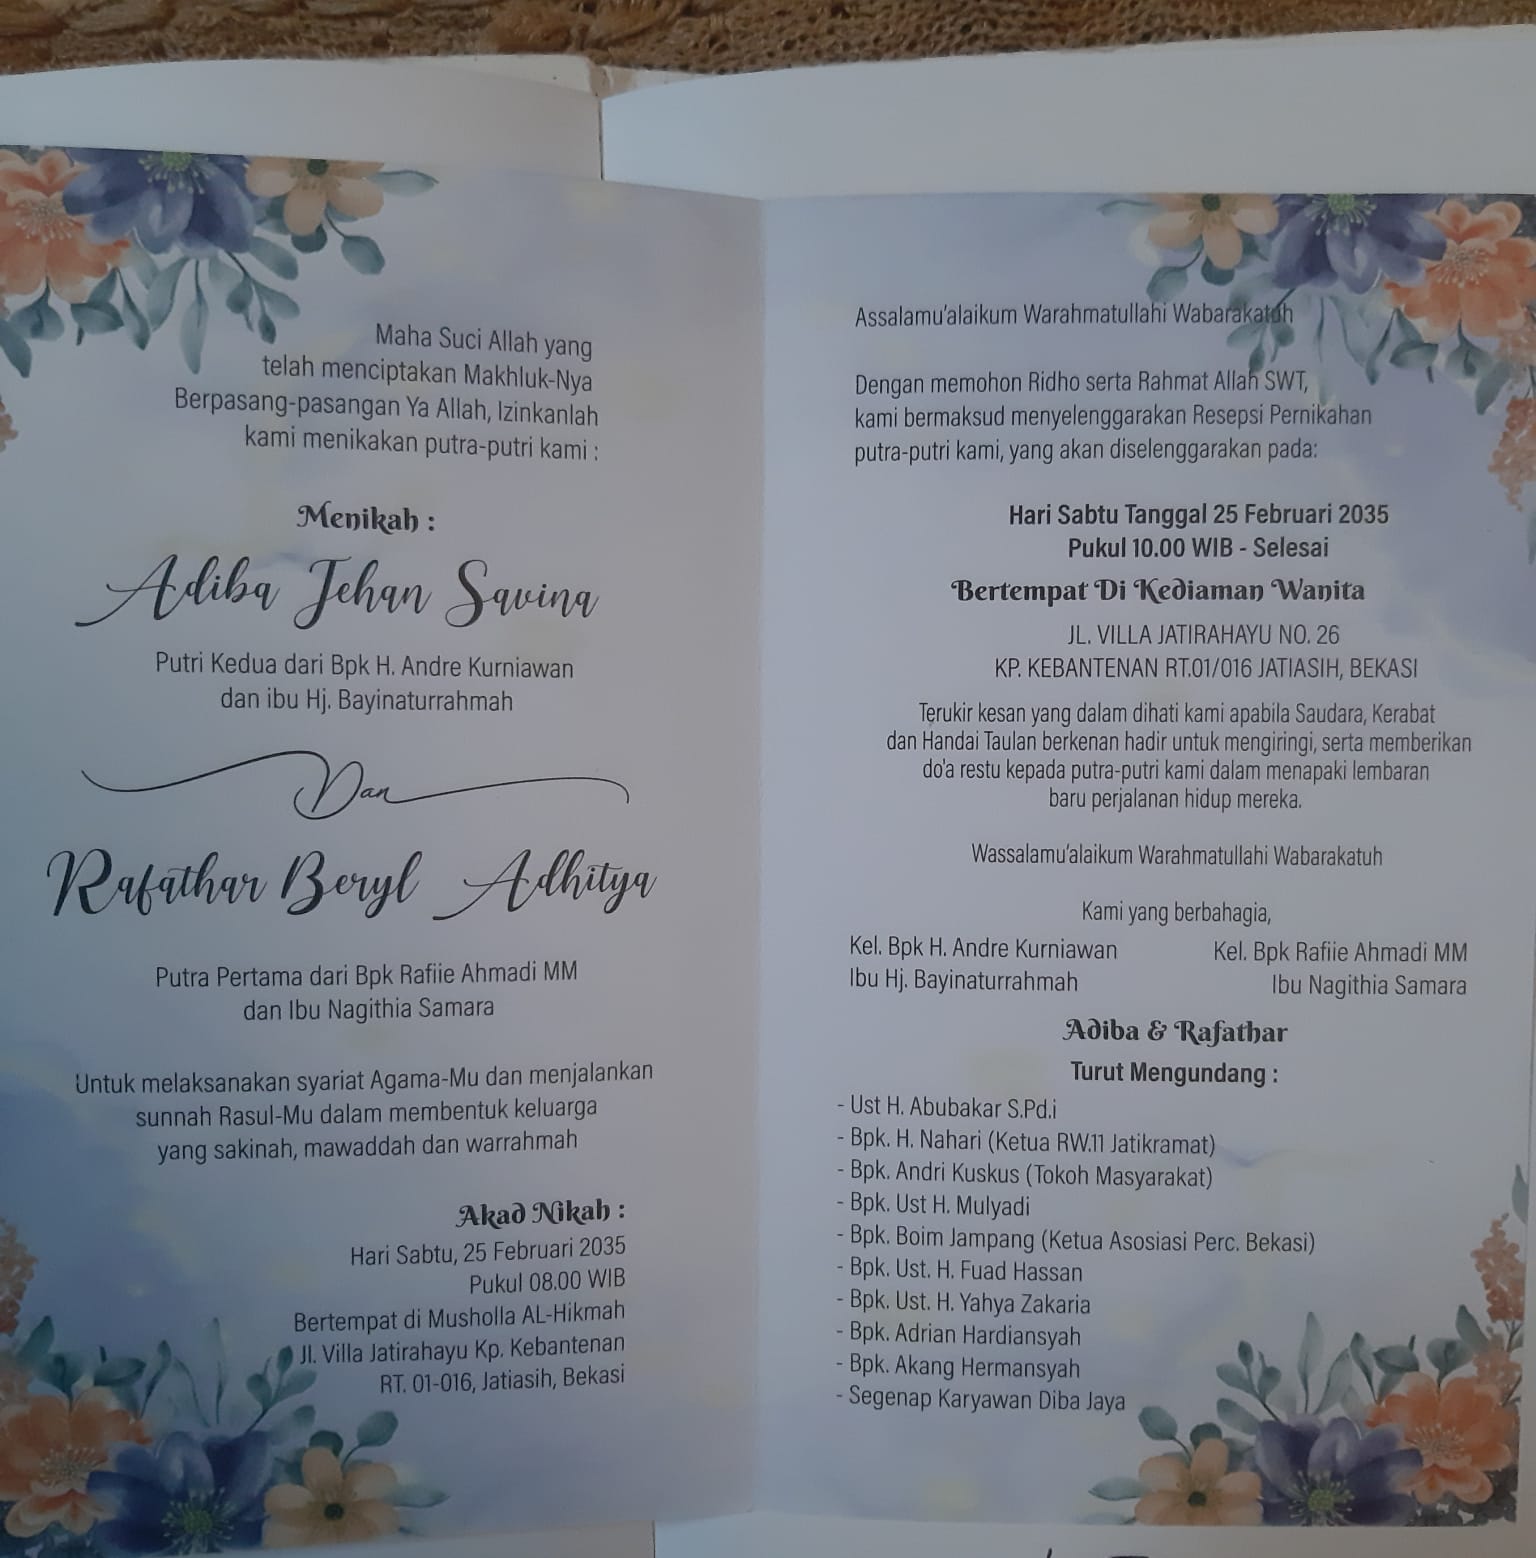 Maha Suci Allah yang
telah menciptakan Makhluk-Nya
Berpasang-pasangan Ya Allah, Izinkanlah
kami menikakan putra-putri kami :
Menikah :
Adiba Jehan Savina
Putri Kedua dari Bpk H. Andre Kurniawan
dan ibu Hj. Bayinaturrahmah
Dan
Rafathar Beryl Adhitya
Putra Pertama dari Bpk Rafiie Ahmadi MM
dan Ibu Nagithia Samara
Untuk melaksanakan syariat Agama-Mu dan menjalankan
sunnah Rasul-Mu dalam membentuk keluarga
yang sakinah, mawaddah dan warrahmah
Akad Nikah :
Hari Sabtu, 25 Februari 2035
Pukul 08.00 WIB
Bertempat di Musholla AL-Hikmah
Jl. Villa Jatirahayu Kp. Kebantenan
RT. 01-016, Jatiasih, Bekasi
Assalamu'alaikum Warahmatullahi Wabarakatuh
Dengan memohon Ridho serta Rahmat Allah SWT,
kami bermaksud menyelenggarakan Resepsi Pernikahan
putra-putri kami, yang akan diselenggarakan pada:
Hari Sabtu Tanggal 25 Februari 2035
Pukul 10.00 WIB - Selesai
Bertempat Di Kediaman Wanita
JL. VILLA JATIRAHAYU NO. 26
KP. KEBANTENAN RT.01/016 JATIASIH, BEKASI
Terukir kesan yang dalam dihati kami apabila Saudara, Kerabat
dan Handai Taulan berkenan hadir untuk mengiringi, serta memberikan
do'a restu kepada putra-putri kami dalam menapaki lembaran
baru perjalanan hidup mereka.
Wassalamu'alaikum Warahmatullahi Wabarakatuh
Kami yang berbahagia,
Kel. Bpk H. Andre Kurniawan
Ibu Hj. Bayinaturrahmah
Kel. Bpk Rafiie Ahmadi MM
Ibu Nagithia Samara
Adiba & Rafathar
Turut Mengundang :
- Ust H. Abubakar S.Pd.i
- Bpk. H. Nahari (Ketua RW.11 Jatikramat)
- Bpk. Andri Kuskus (Tokoh Masyarakat)
- Bpk. Ust H. Mulyadi
- Bpk. Boim Jampang (Ketua Asosiasi Perc. Bekasi)
- Bpk. Ust. H. Fuad Hassan
- Bpk. Ust. H. Yahya Zakaria
- Bpk. Adrian Hardiansyah
- Bpk. Akang Hermansyah
- Segenap Karyawan Diba Jaya